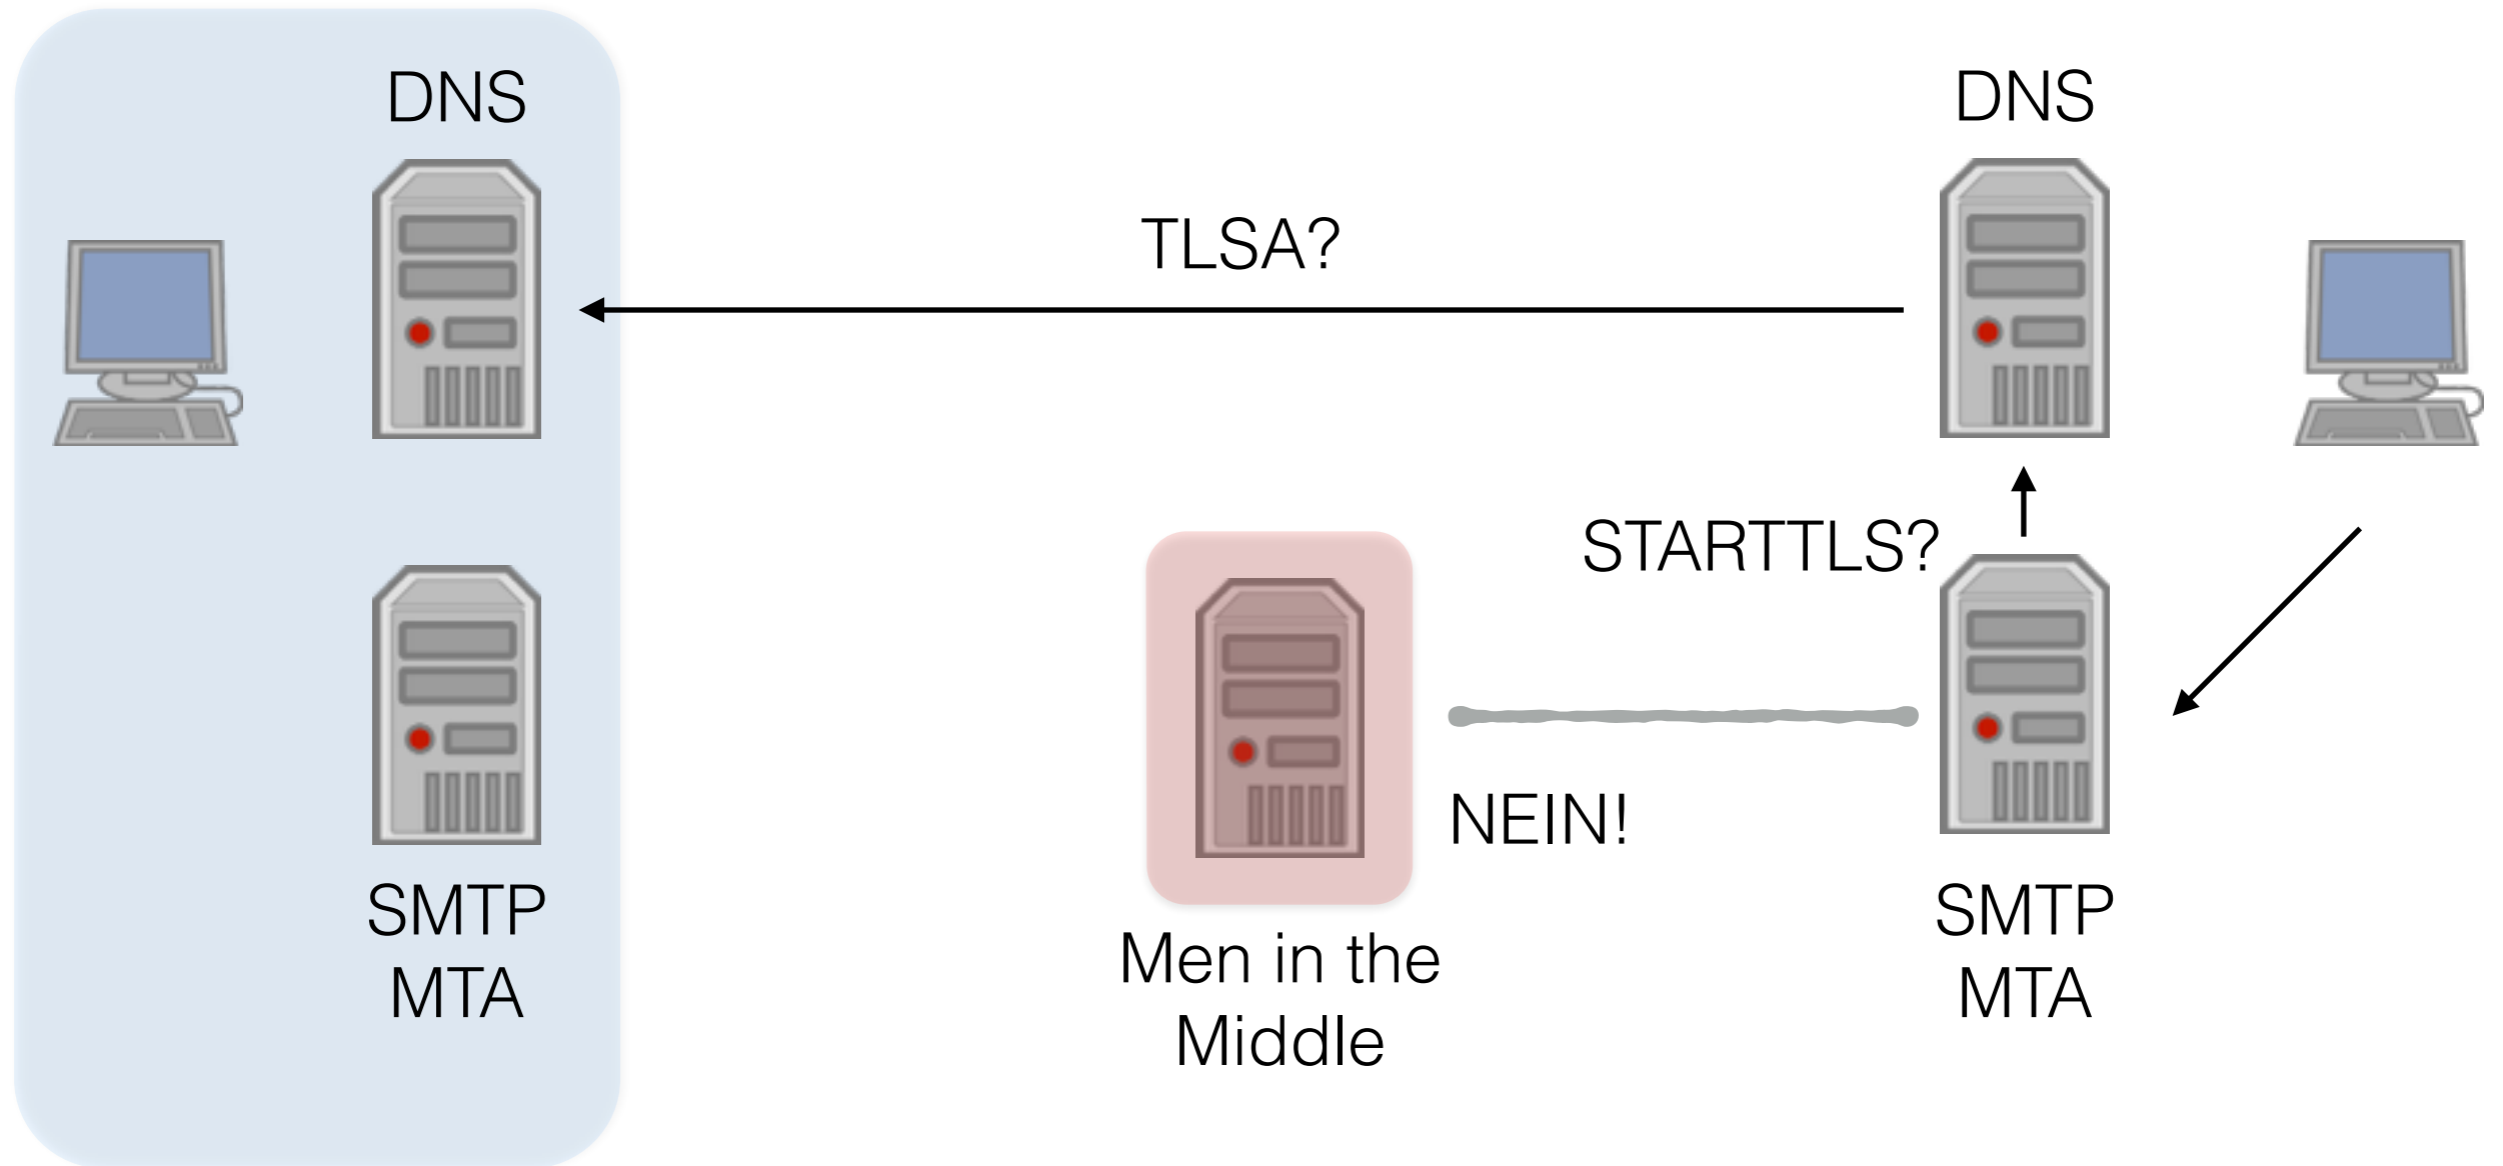 DNS
DNS
TLSA?
STARTTLS?
NEIN!
SMTP
MTA
Men in the
Middle
SMTP
MTA